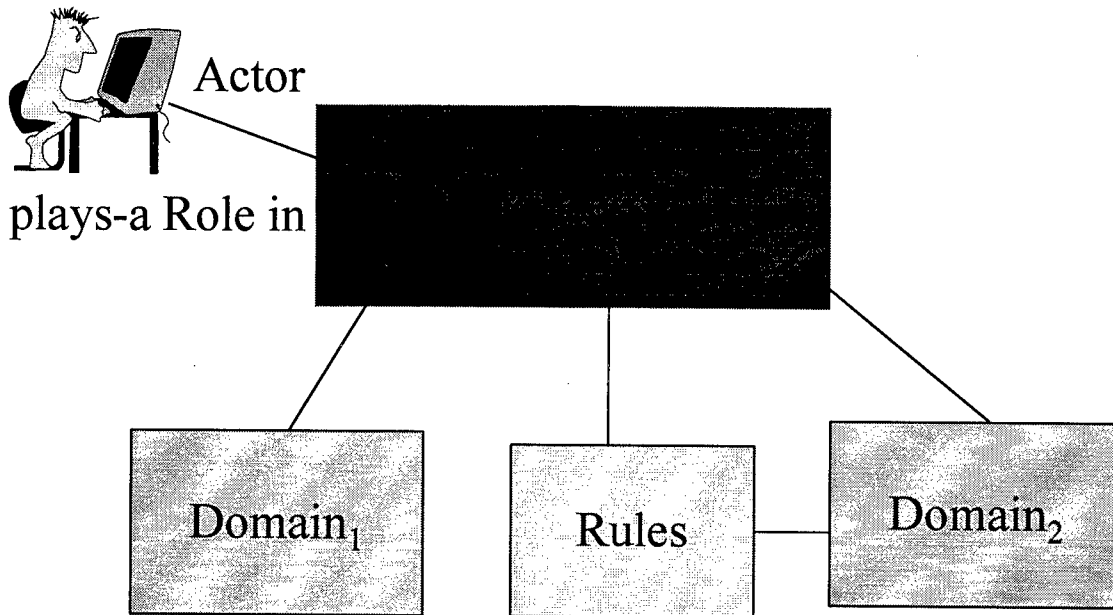 Actor
plays-a Role in
Domain₁
Rules
Domain₂